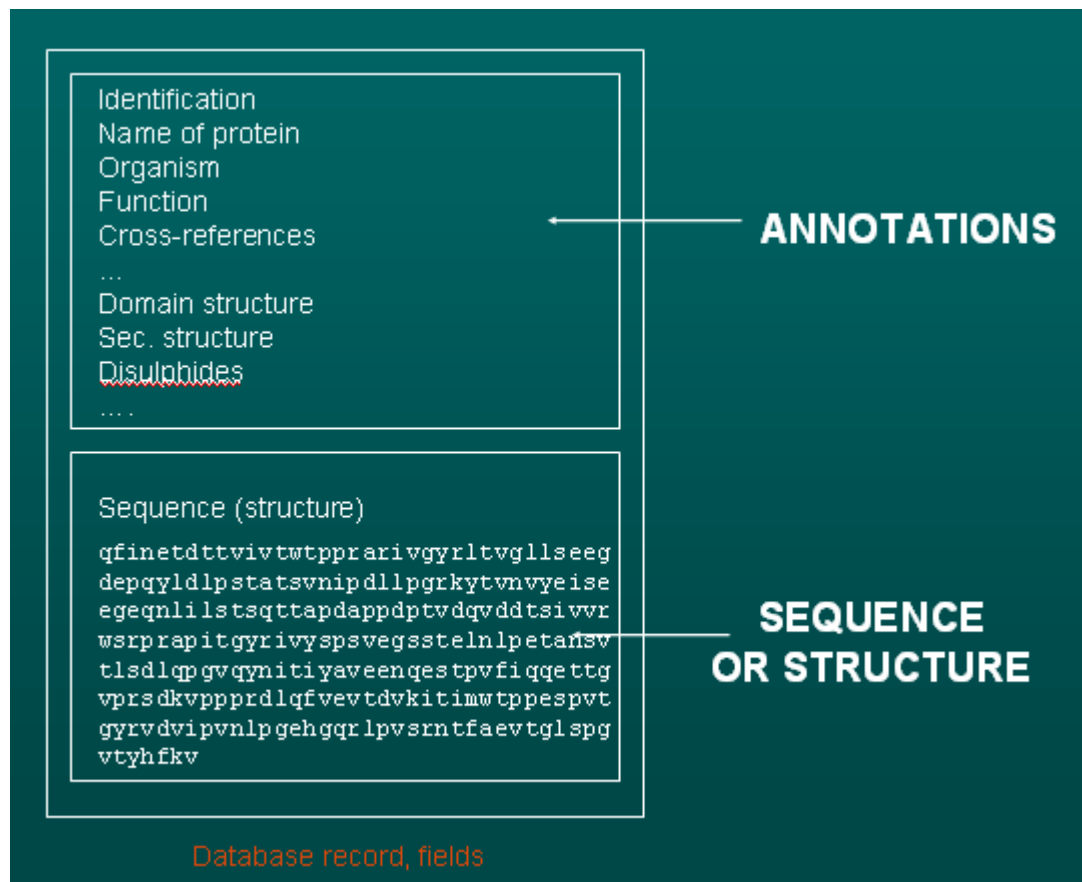 Identification
Name of protein
Organism
Function
Cross-references
...
Domain structure
Sec. structure
Disulphides
....
ANNOTATIONS
Sequence (structure)
qfinetdttvivtwtpprarivgyrltvgllseeg
depqyldlpstatsvnipdllpgrkytvnvyeise
egeqnlilstsqttapdappdptvdqvddtsivvr
wsrprapitgyrivyspsvegsstelnlpetansv
tlsdlqpgvqynitiyaveenqestpvfiqqettg
vprsdkvppprdlqfvevtdvkitimwtppespvt
gyrvdvipvnlpgehgqrlpvsrntfaevtglspg
vtyhfkv
SEQUENCE
OR STRUCTURE
Database record, fields